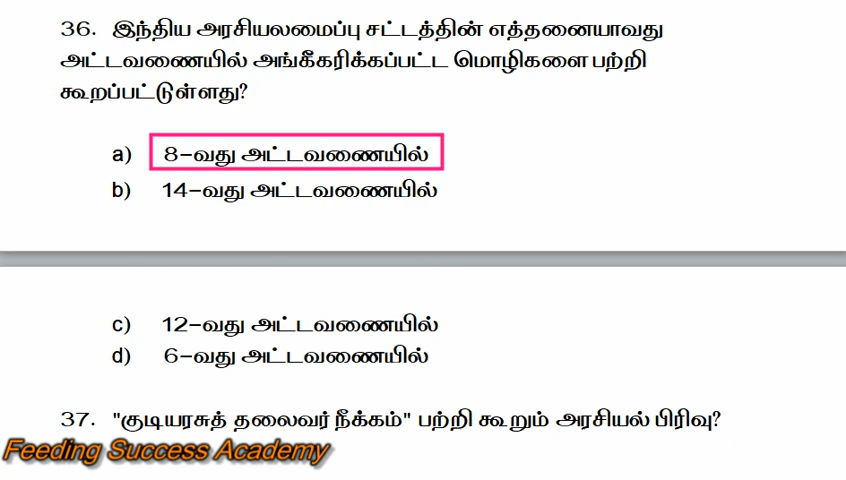 36. இந்திய அரசியலமைப்பு சட்டத்தின் எத்தனையாவது
அட்டவணையில் அங்கீகரிக்கப்பட்ட மொழிகளை பற்றி
கூறப்பட்டுள்ளது?
a) 8-வது அட்டவணையில்
b) 14-வது அட்டவணையில்
c) 12-வது அட்டவணையில்
d) 6-வது அட்டவணையில்
37. "குடியரசுத் தலைவர் நீக்கம்" பற்றி கூறும் அரசியல் பிரிவு?
Feeding Success Academy